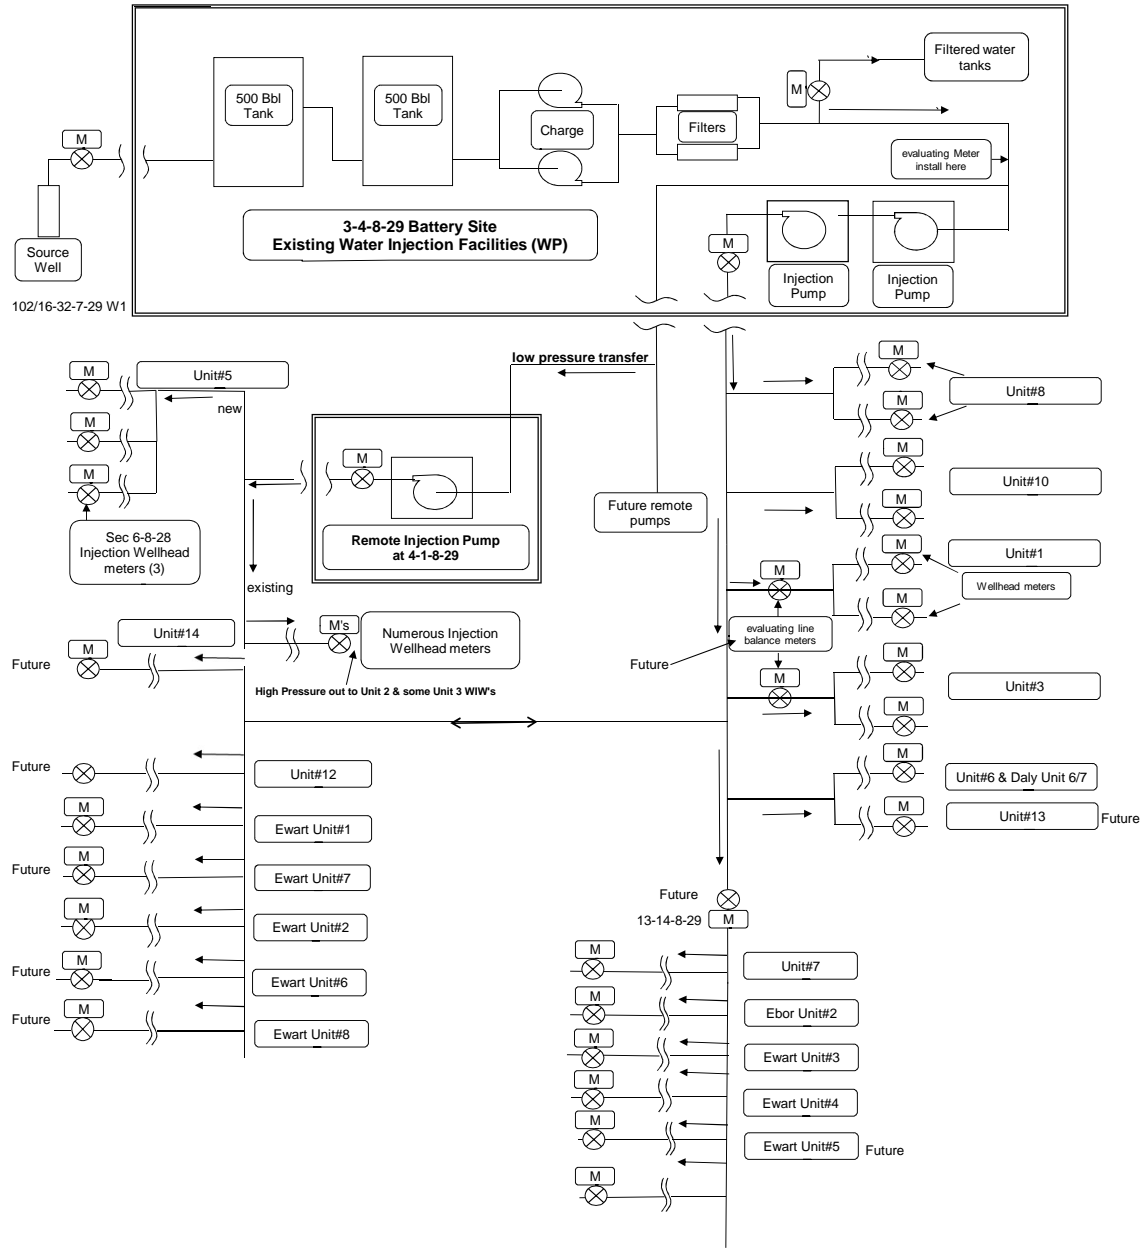 Filtered water
tanks
M
500 Bbl
Tank
500 Bbl
Tank
Charge
Filters
M
evaluating Meter
install here
3-4-8-29 Battery Site
Existing Water Injection Facilities (WP)
M
Source
Well
Injection
Pump
Injection
Pump
102/16-32-7-29 W1
low pressure transfer
M
Unit#5
new
M
M
M
Remote Injection Pump
at 4-1-8-29
Future remote
pumps
Sec 6-8-28
Injection Wellhead
meters (3)
existing
M
Unit#8
M
M
Unit#10
M
M
Unit#1
M
Wellhead meters
M
M
evaluating line
balance meters
Future
M
Unit#14
M's
Numerous Injection
Wellhead meters
Future
M
High Pressure out to Unit 2 & some Unit 3 WIW's
M
Unit#3
M
M
Unit#6 & Daly Unit 6/7
M
Unit#13
Future
Future
Unit#12
M
Ewart Unit#1
Future
M
Ewart Unit#7
M
Ewart Unit#2
Future
M
Ewart Unit#6
Future
M
Ewart Unit#8
Future
13-14-8-29
M
M
Unit#7
M
Ebor Unit#2
M
Ewart Unit#3
M
Ewart Unit#4
M
Ewart Unit#5
Future
M